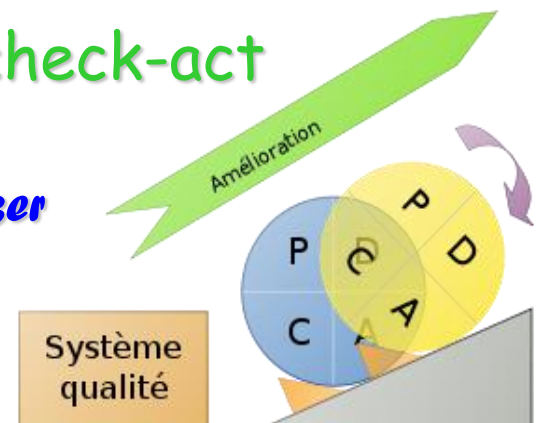 heck-act
Amélioration
P D
C A
P
D
C
A
Système
qualité